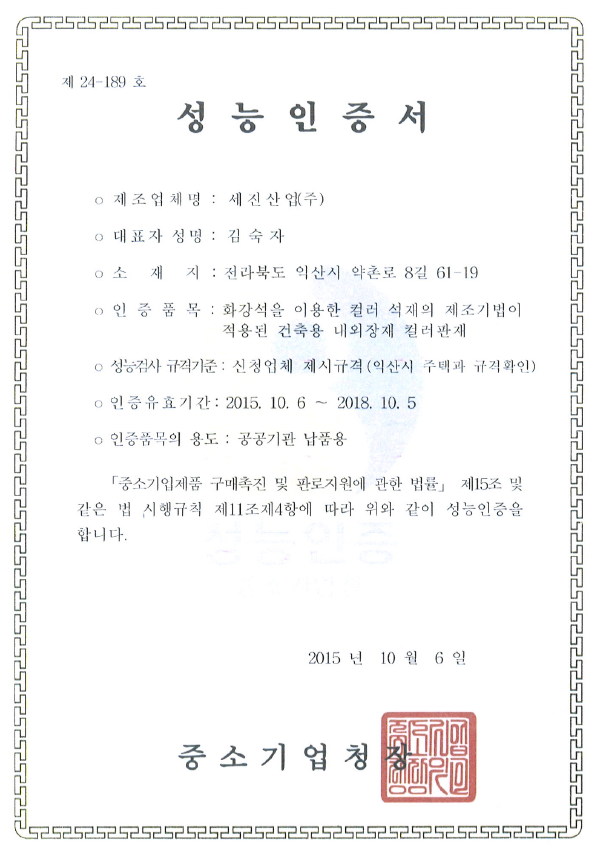 제 24-189 호
성능인증서
○ 제조업체명 : 세진산업(주)
○ 대표자 성명 : 김숙자
○ 소 재 지 : 전라북도 익산시 약촌로 8길 61-19
○ 인 증 품 목 : 화강석을 이용한 컬러 석재의 제조기법이
적용된 건축용 내외장재 컬러판재
○ 성능검사 규격기준 : 신청업체 제시규격(익산시 주택과 규격확인)
○ 인증유효기간 : 2015. 10. 6 ~ 2018. 10. 5
○ 인증품목의 용도 : 공공기관 납품용
「중소기업제품 구매촉진 및 판로지원에 관한 법률」 제15조 및
같은 법 시행규칙 제11조제4항에 따라 위와 같이 성능인증을
합니다.
성능인증
2015 년 10 월 6 일
중소기업청장